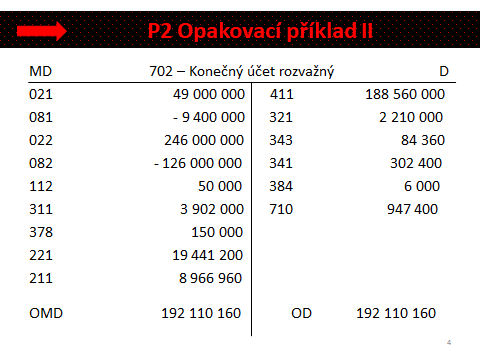 P2 Opakovací příklad II
MD 702 – Konečný účet rozvažný D
021 49 000 000 411 188 560 000
081 - 9 400 000 321 2 210 000
022 246 000 000 343 84 360
082 - 126 000 000 341 302 400
112 50 000 384 6 000
311 3 902 000 710 947 400
378 150 000
221 19 441 200
211 8 966 960
OMD 192 110 160 OD 192 110 160
4